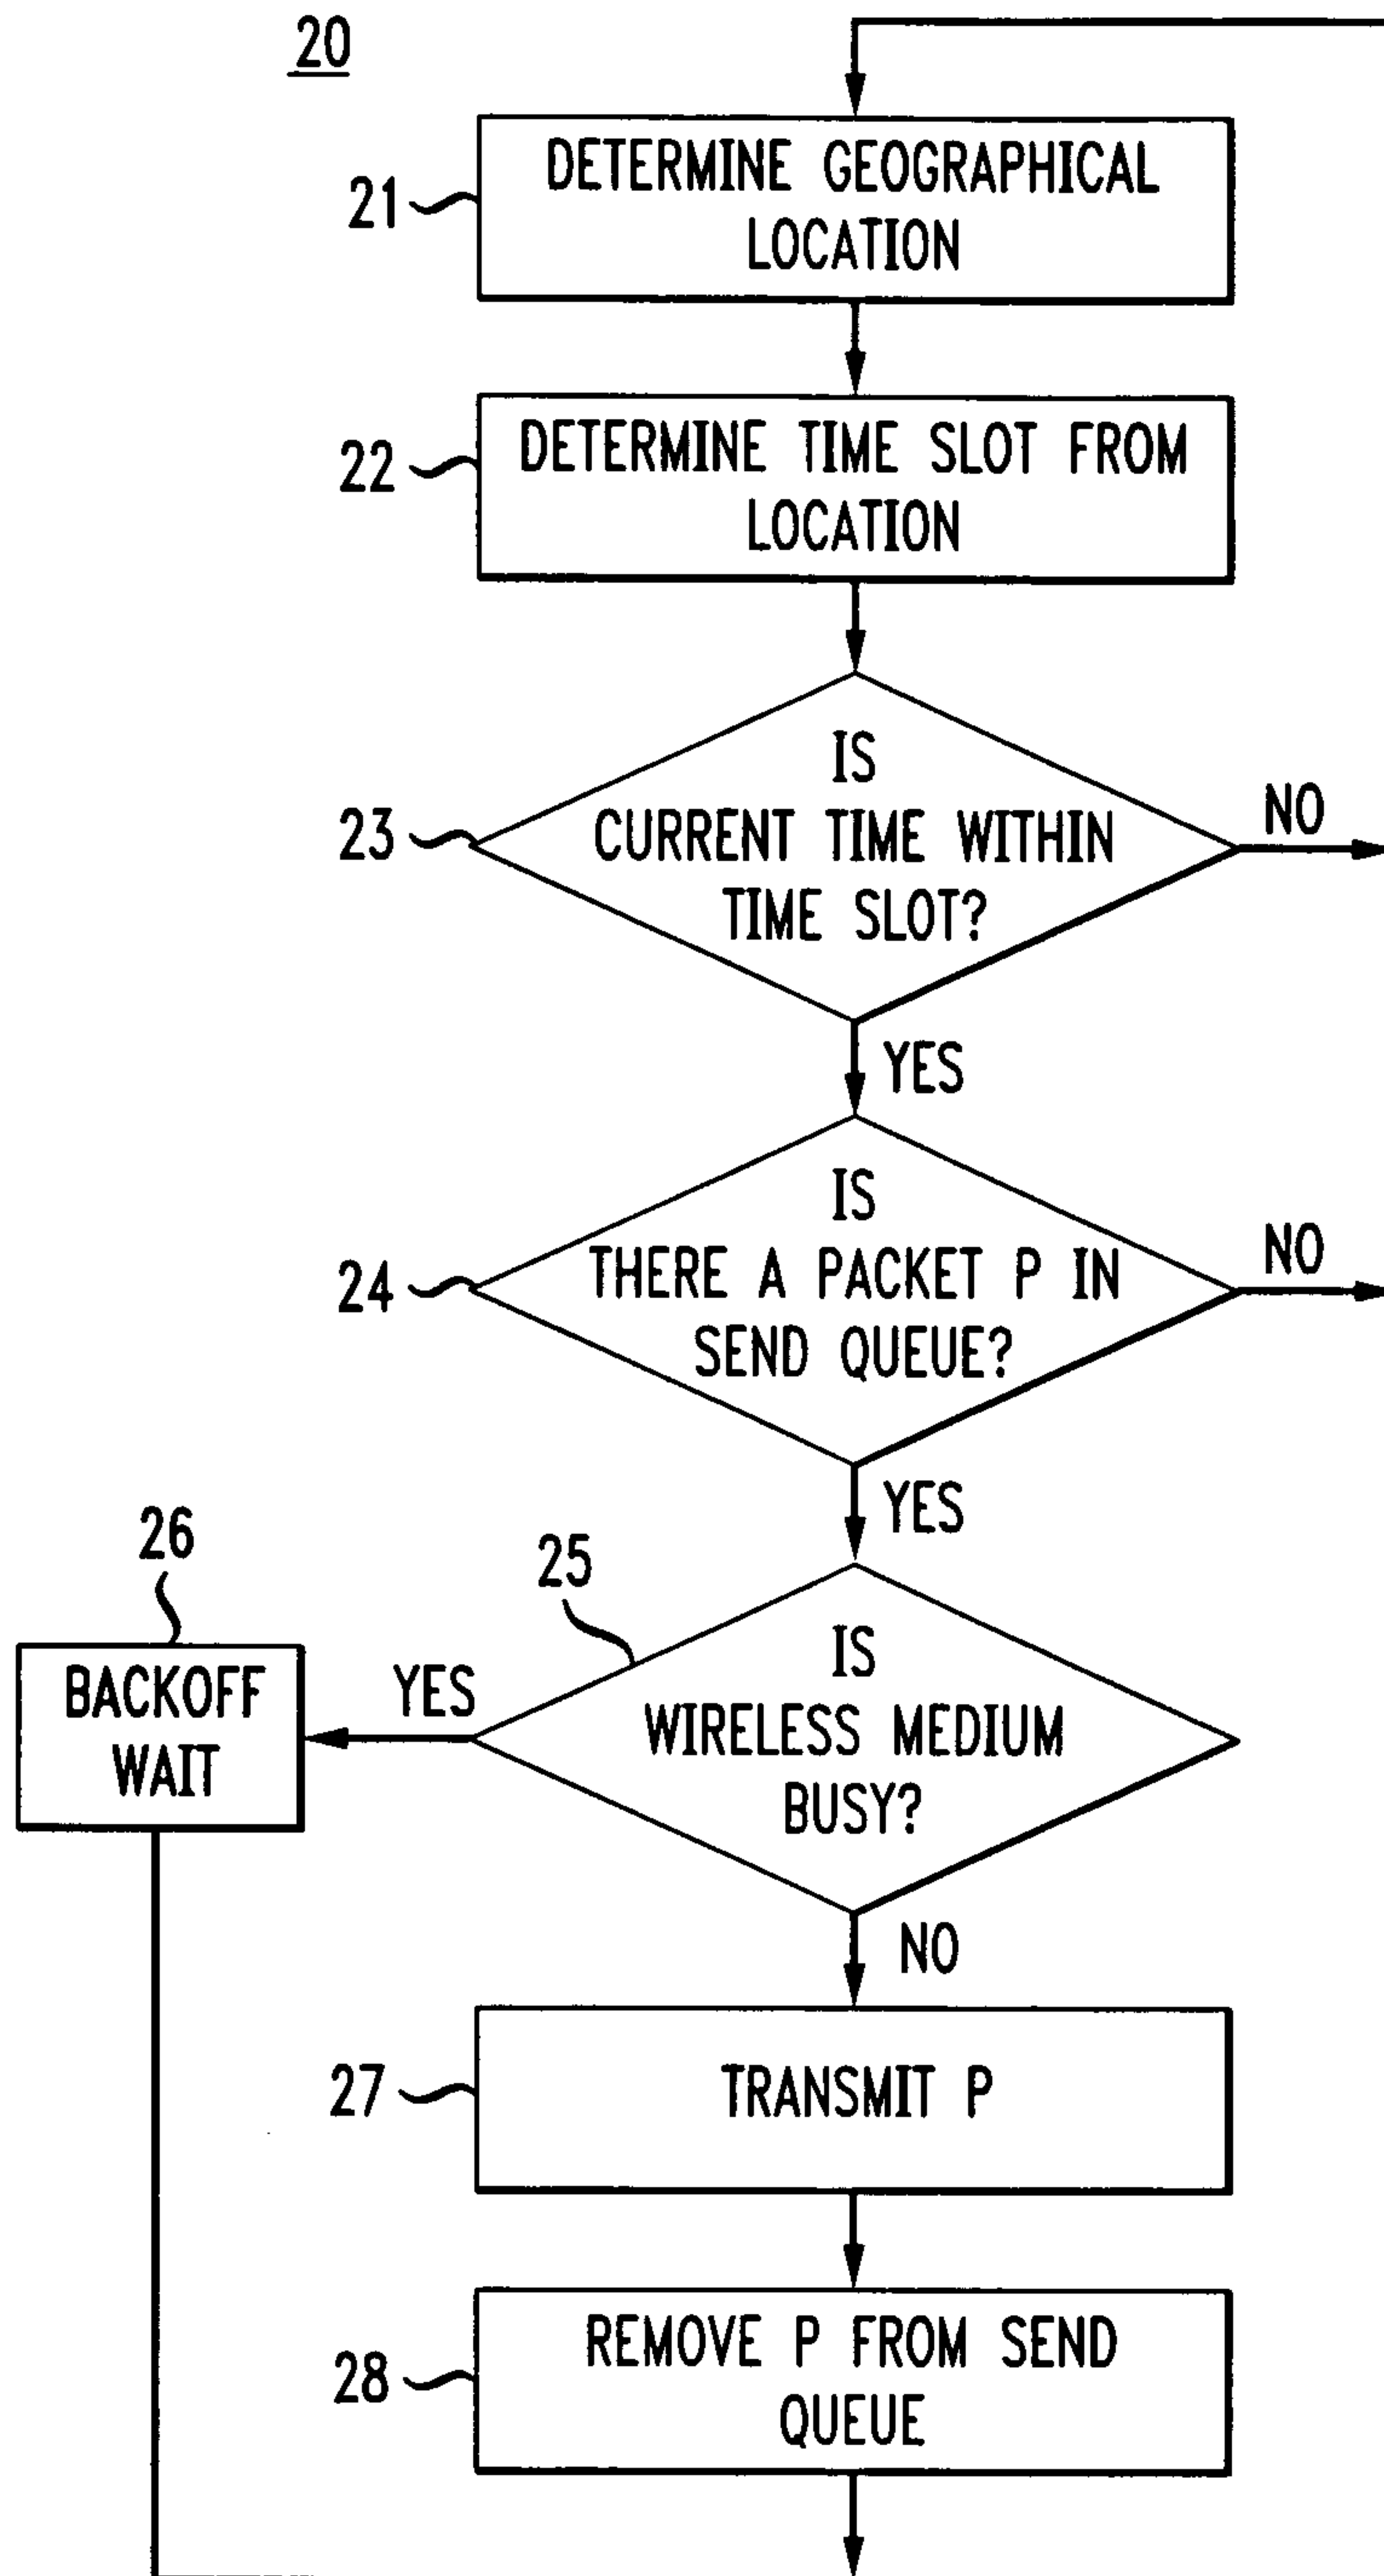 20
21
DETERMINE GEOGRAPHICAL
LOCATION
22
DETERMINE TIME SLOT FROM
LOCATION
23
IS
CURRENT TIME WITHIN
TIME SLOT?
NO
YES
24
IS
THERE A PACKET P IN
SEND QUEUE?
NO
YES
26
25
BACKOFF
WAIT
YES
IS
WIRELESS MEDIUM
BUSY?
NO
27
TRANSMIT P
28
REMOVE P FROM SEND
QUEUE